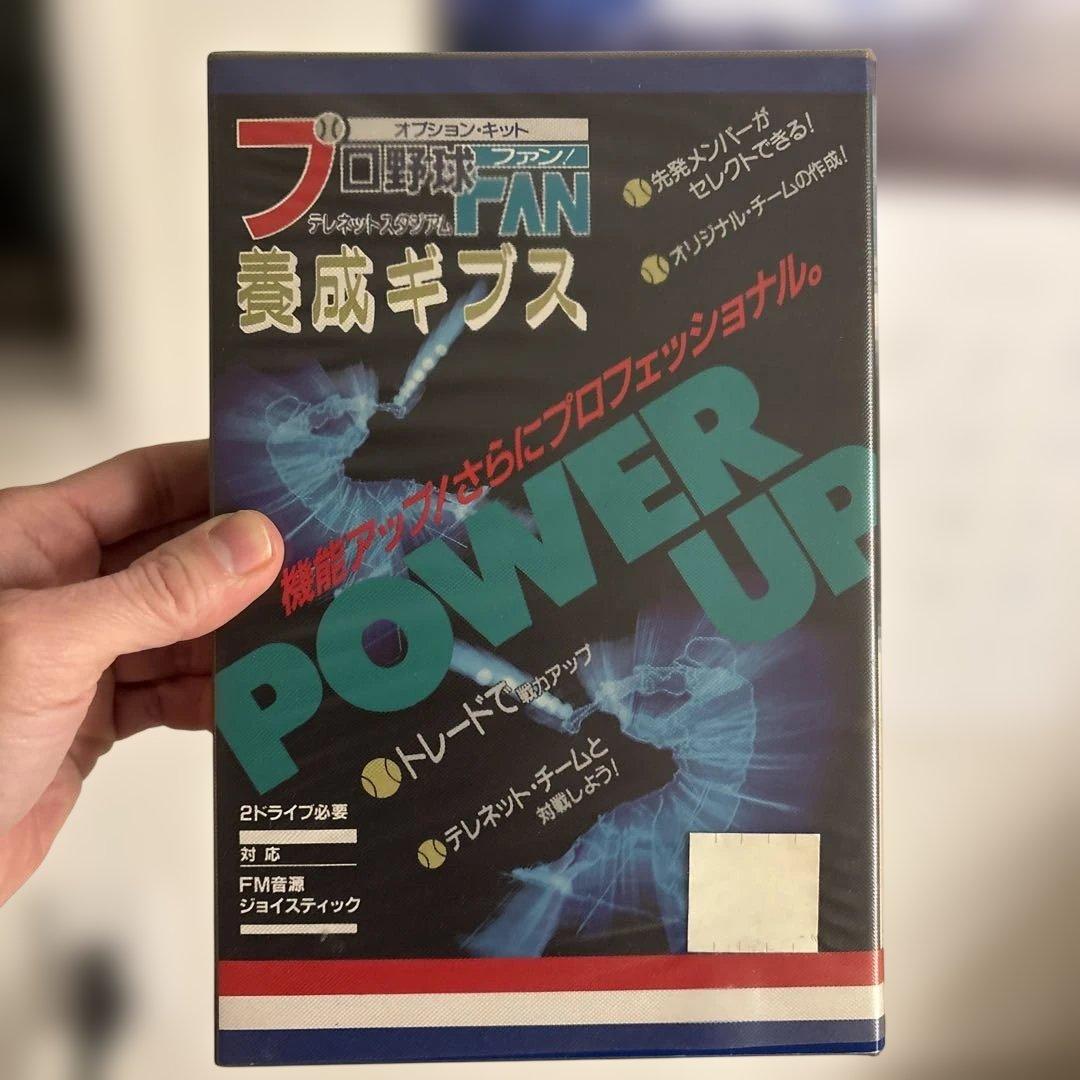 オプション・キット
プロ野球
ファン!
FAN
テレネットスタジアム
養成ギブス
先発メンバーが
セレクトできる!
オリジナル・チームの作成!
機能アップ!さらにプロフェッショナル。
POWER
UP
トレードで戦力アップ
テレネット・チームと
対戦しよう!
2ドライブ必要
対応
FM音源
ジョイスティック